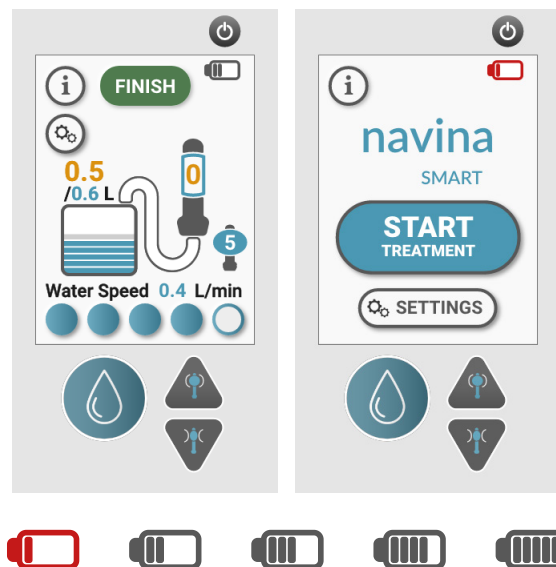 i
FINISH
0.5
/0.6 L
0
5
Water Speed 0.4 L/min
i
navina
SMART
START
TREATMENT
SETTINGS